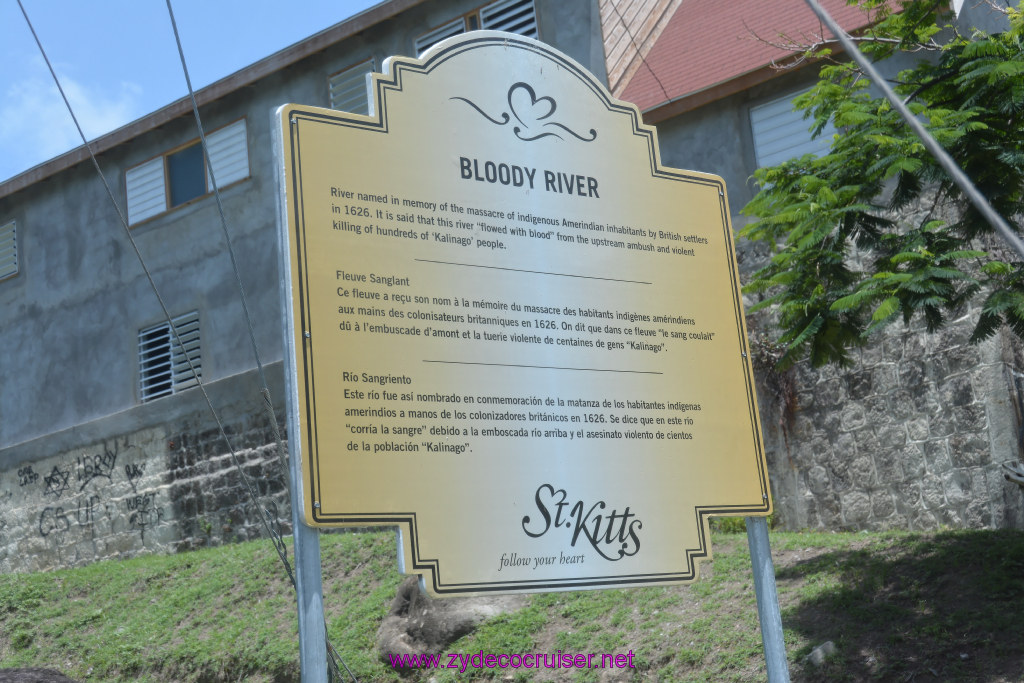 BLOODY RIVER
River named in memory of the massacre of indigenous Amerindian inhabitants by British settlers
in 1626. It is said that this river "flowed with blood" from the upstream ambush and violent
killing of hundreds of ‘Kalinago’ people.
Fleuve Sanglant
Ce fleuve a reçu son nom à la mémoire du massacre des habitants indigènes amérindiens
aux mains des colonisateurs britanniques en 1626. On dit que dans ce fleuve "le sang coulait"
dû à l'embuscade d'amont et la tuerie violente de centaines de gens "Kalinago".
Río Sangriento
Este río fue así nombrado en conmemoración de la matanza de los habitantes indígenas
amerindios a manos de los colonizadores británicos en 1626. Se dice que en este río
"corría la sangre" debido a la emboscada río arriba y el asesinato violento de cientos
de la población "Kalinago".
St. Kitts
follow your heart
www.zydecocruiser.net